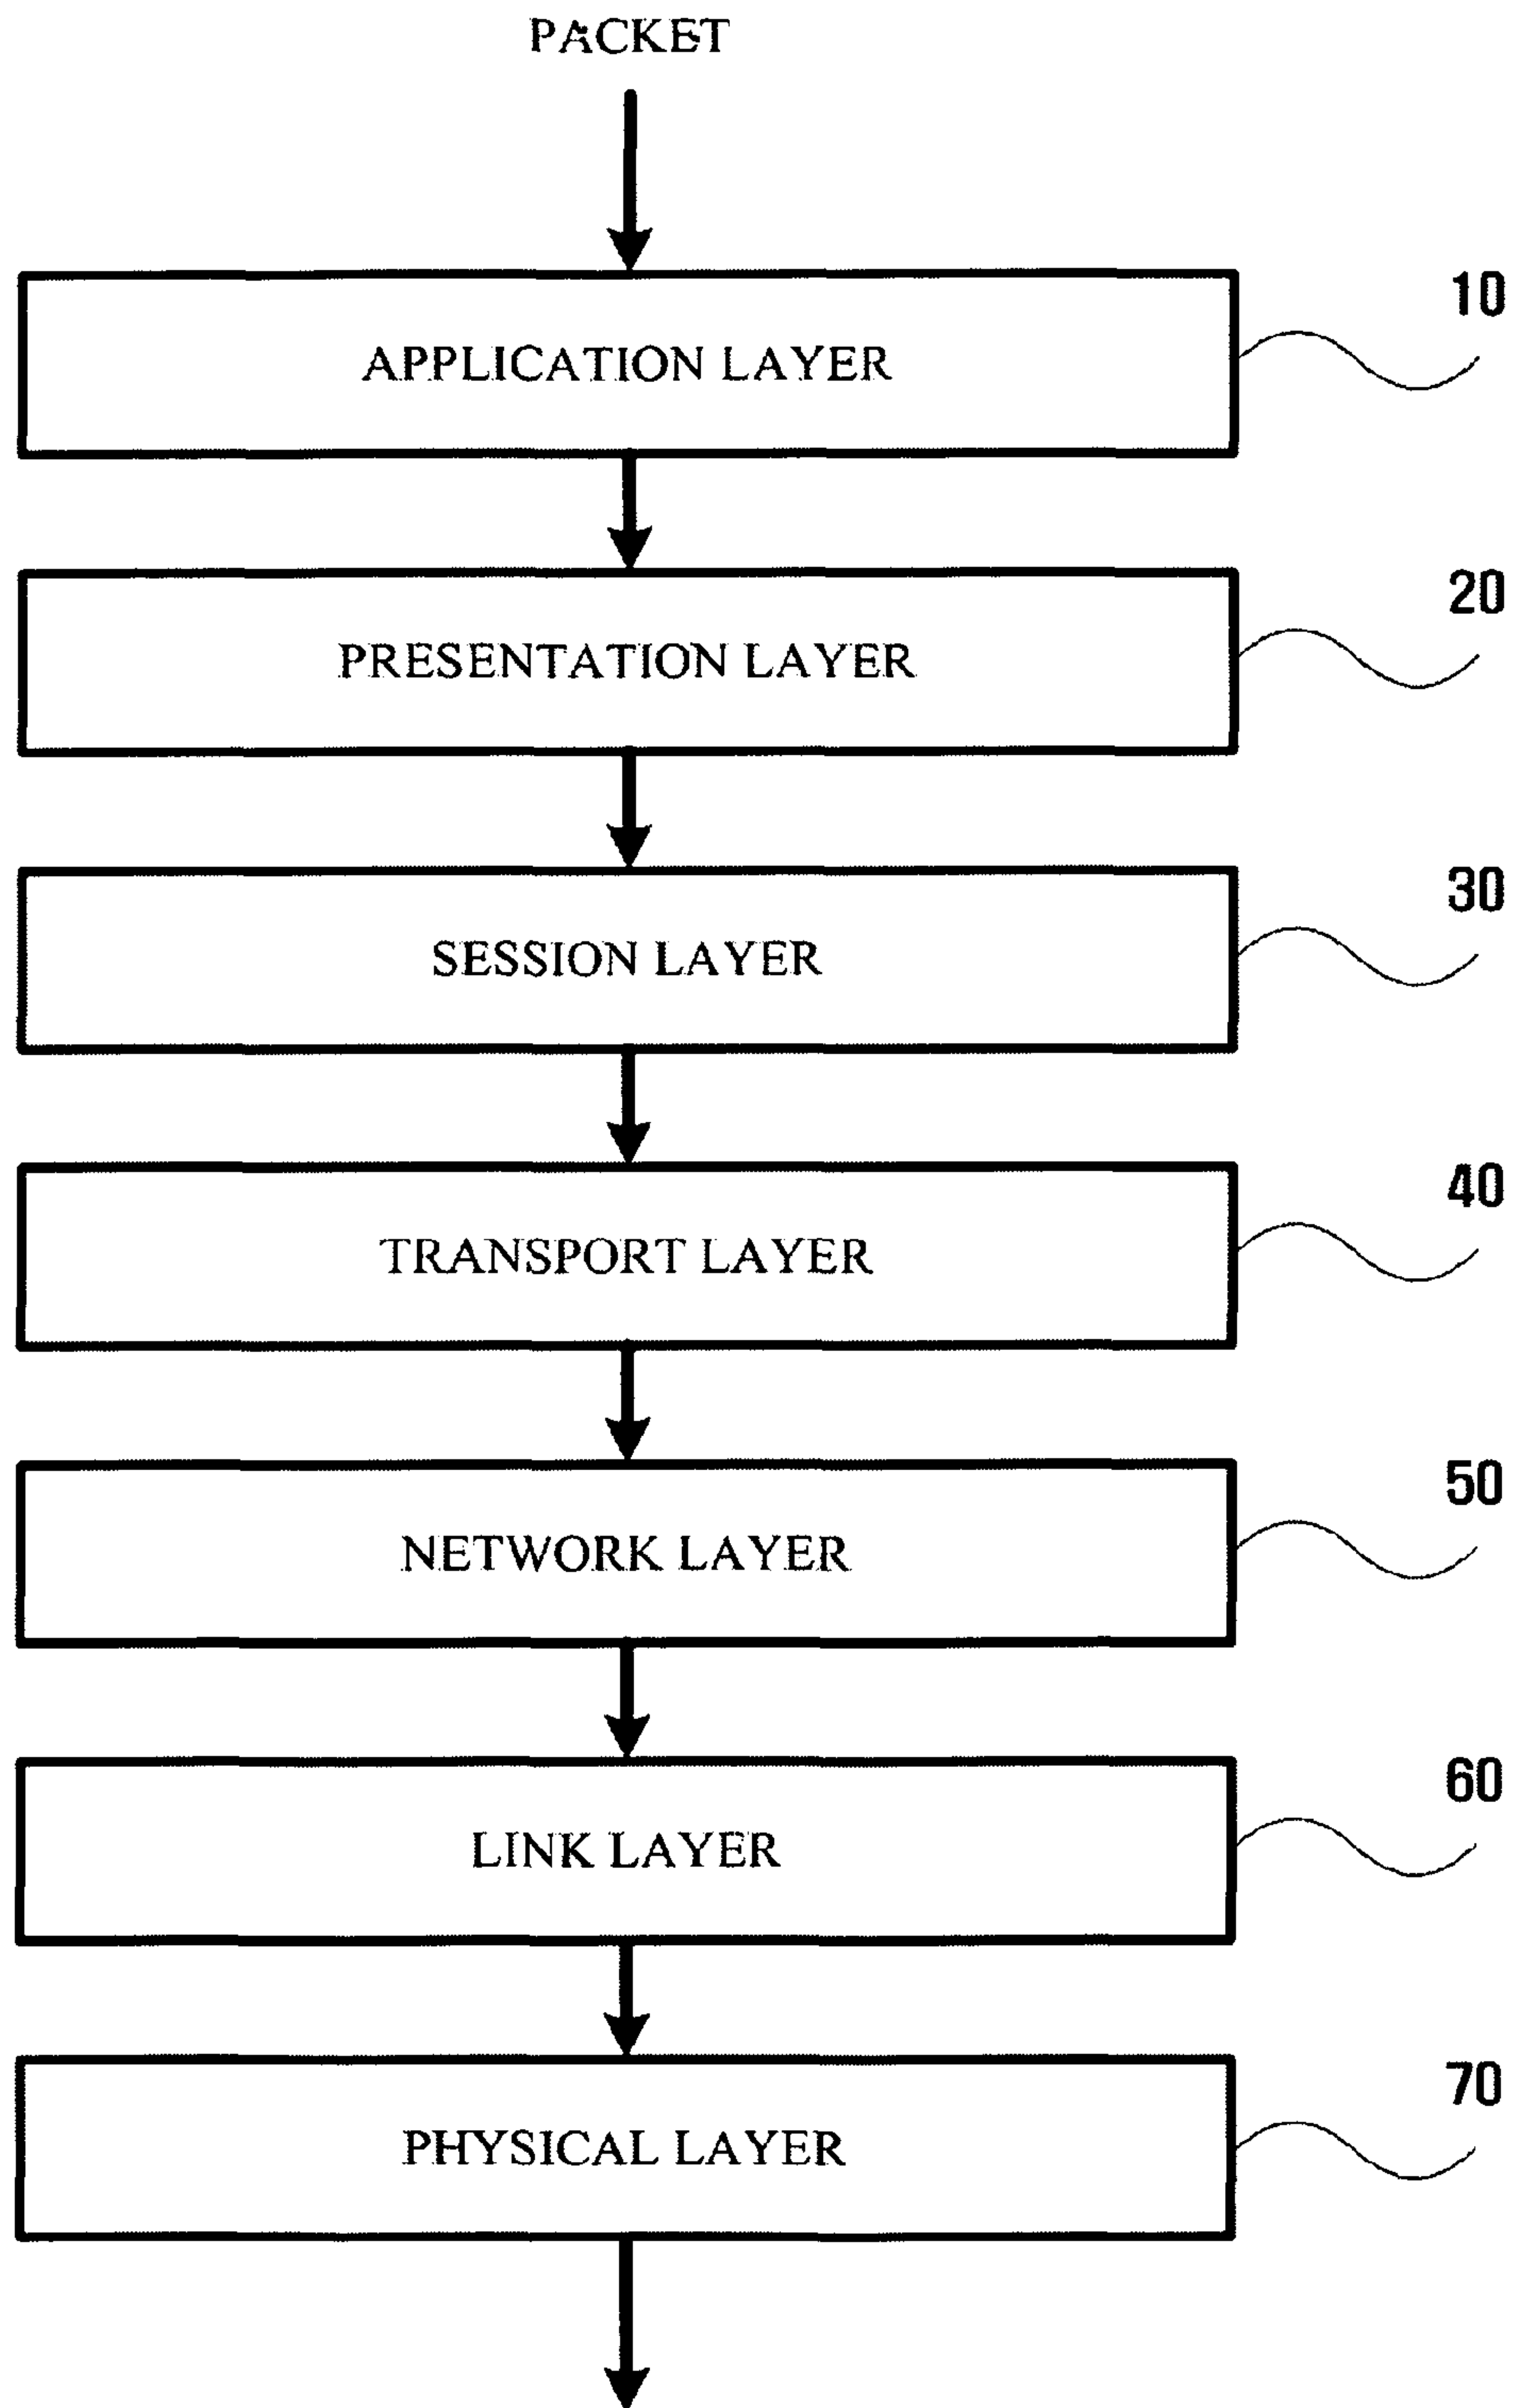 PACKET
10
APPLICATION LAYER
20
PRESENTATION LAYER
30
SESSION LAYER
40
TRANSPORT LAYER
50
NETWORK LAYER
60
LINK LAYER
70
PHYSICAL LAYER